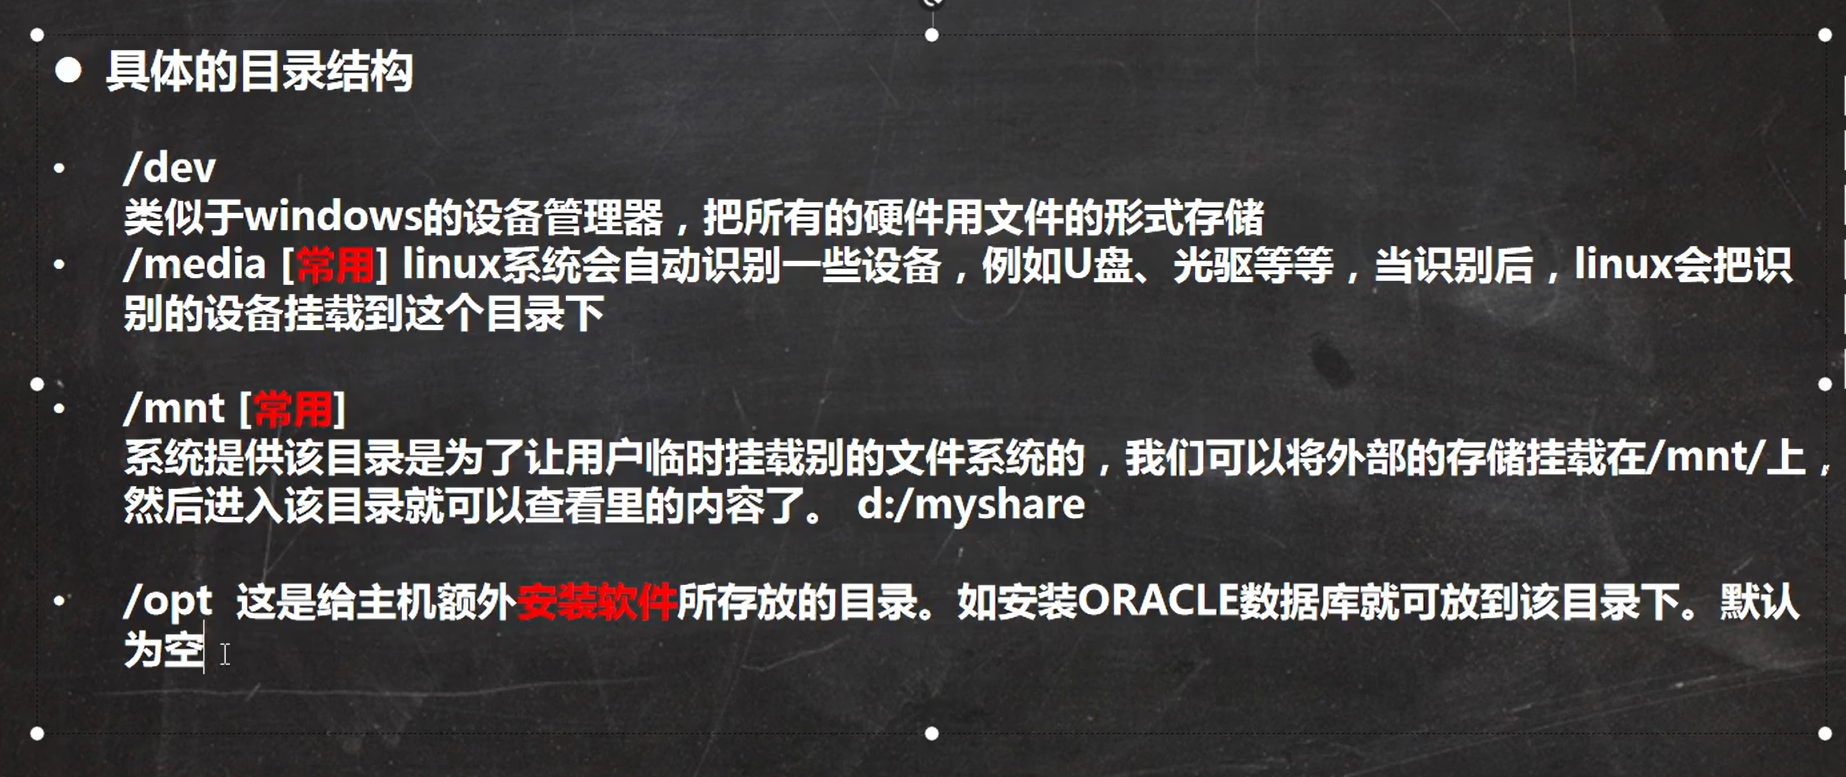 ● 具体的目录结构
• /dev
类似于windows的设备管理器，把所有的硬件用文件的形式存储
• /media [常用] linux系统会自动识别一些设备，例如U盘、光驱等等，当识别后，linux会把识
别的设备挂载到这个目录下
• /mnt [常用]
系统提供该目录是为了让用户临时挂载别的文件系统的，我们可以将外部的存储挂载在/mnt/上，
然后进入该目录就可以查看里的内容了。 d:/myshare
• /opt 这是给主机额外安装软件所存放的目录。如安装ORACLE数据库就可放到该目录下。默认
为空